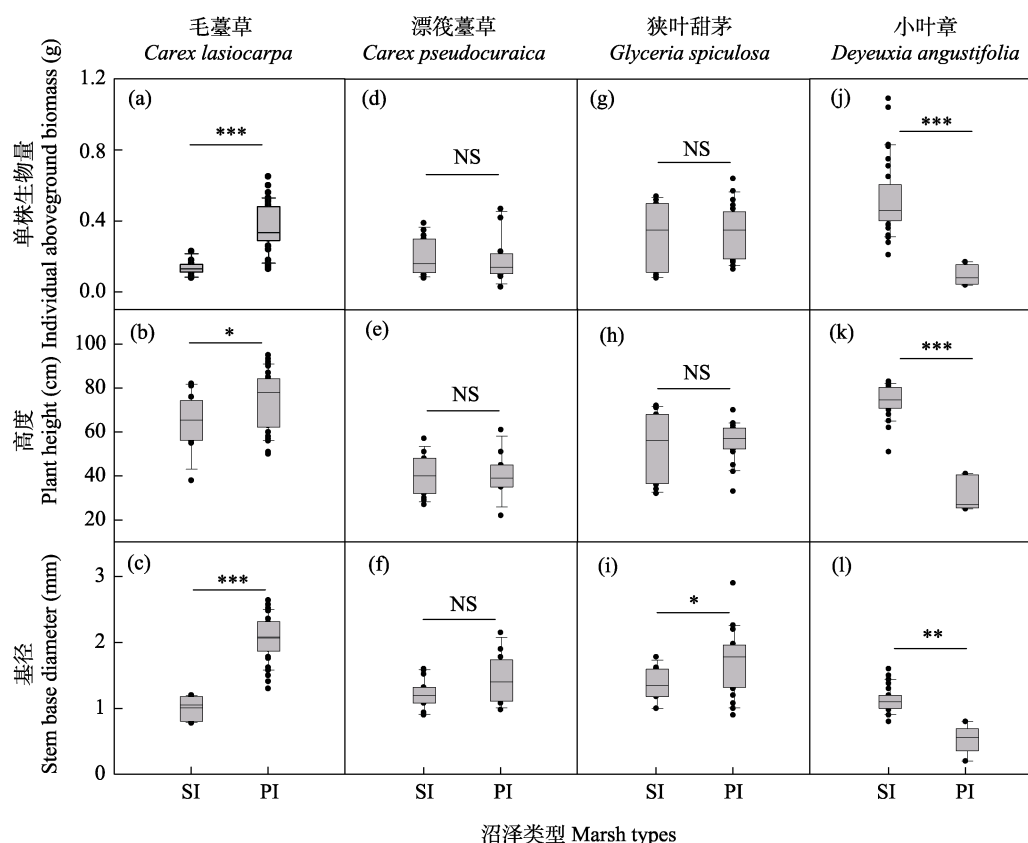 毛薹草
Carex lasiocarpa
漂筏薹草
Carex pseudocuraica
狭叶甜茅
Glyceria spiculosa
小叶章
Deyeuxia angustifolia
单株生物量
Individual aboveground biomass (g)
1.2
0.8
0.4
0.0
(a)
***
(d)
NS
(g)
NS
(j)
***
高度
Plant height (cm)
100
80
60
40
20
(b)
*
(e)
NS
(h)
NS
(k)
***
基径
Stem base diameter (mm)
3
2
1
0
(c)
***
(f)
NS
(i)
*
(l)
**
SI PI SI PI SI PI SI PI
沼泽类型 Marsh types